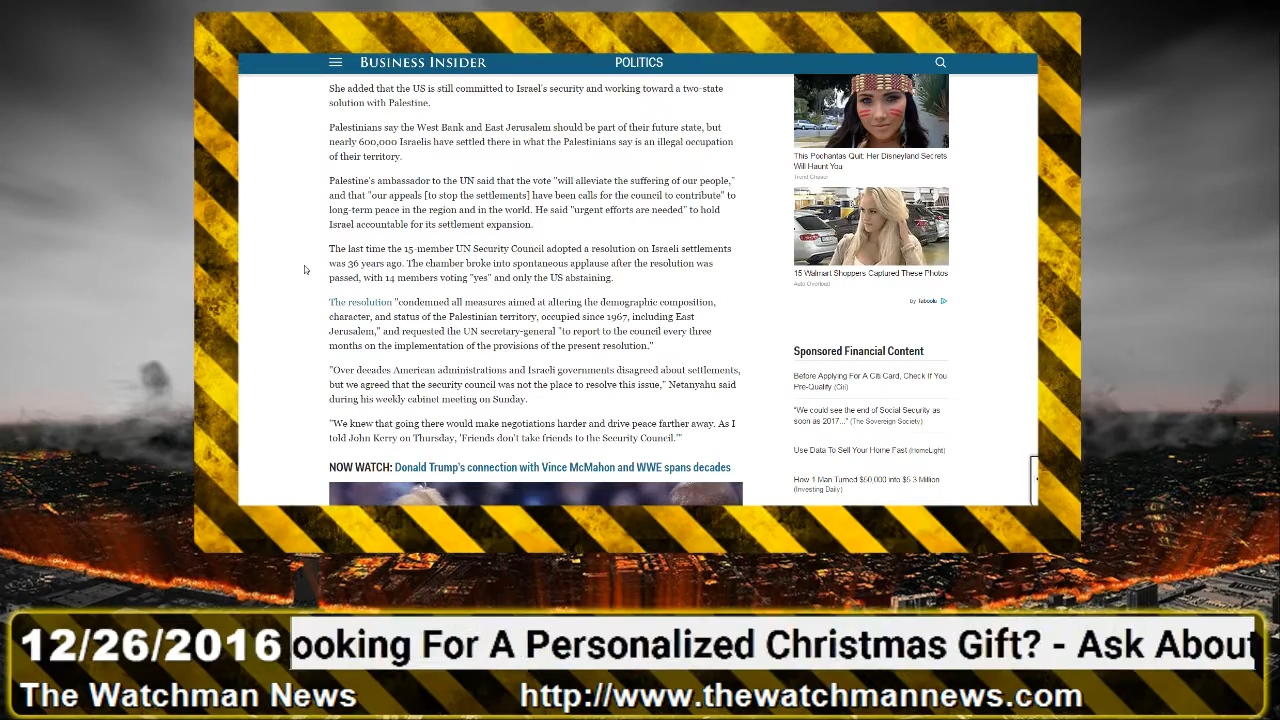 BUSINESS INSIDER
POLITICS
She added that the US is still committed to Israel's security and working toward a two-state
solution with Palestine.
Palestinians say the West Bank and East Jerusalem should be part of their future state, but
nearly 600,000 Israelis have settled there in what the Palestinians say is an illegal occupation
of their territory.
Palestine's ambassador to the UN said that the vote "will alleviate the suffering of our people,"
and that "our appeals [to stop the settlements] have been calls for the council to contribute" to
long-term peace in the region and in the world. He said "urgent efforts are needed" to hold
Israel accountable for its settlement expansion.
The last time the 15-member UN Security Council adopted a resolution on Israeli settlements
was 36 years ago. The chamber broke into spontaneous applause after the resolution was
passed, with 14 members voting "yes" and only the US abstaining.
The resolution "condemned all measures aimed at altering the demographic composition,
character, and status of the Palestinian territory, occupied since 1967, including East
Jerusalem," and requested the UN secretary-general "to report to the council every three
months on the implementation of the provisions of the present resolution."
"Over decades American administrations and Israeli governments disagreed about settlements,
but we agreed that the security council was not the place to resolve this issue," Netanyahu said
during his weekly cabinet meeting on Sunday.
"We knew that going there would make negotiations harder and drive peace farther away. As I
told John Kerry on Thursday, 'Friends don't take friends to the Security Council.'"
NOW WATCH: Donald Trump's connection with Vince McMahon and WWE spans decades
This Pochantas Quit: Her Disneyland Secrets
Will Haunt You
Trend Chaser
15 Walmart Shoppers Captured These Photos
Auto Overload
by Taboola
Sponsored Financial Content
Before Applying For A Citi Card, Check If You
Pre-Qualify (Citi)
"We could see the end of Social Security as
soon as 2017..." (The Sovereign Society)
Use Data To Sell Your Home Fast (HomeLight)
How 1 Man Turned $50,000 into $5.3 Million
(Investing Daily)
12/26/2016 ooking For A Personalized Christmas Gift? - Ask About
The Watchman News http://www.thewatchmannews.com